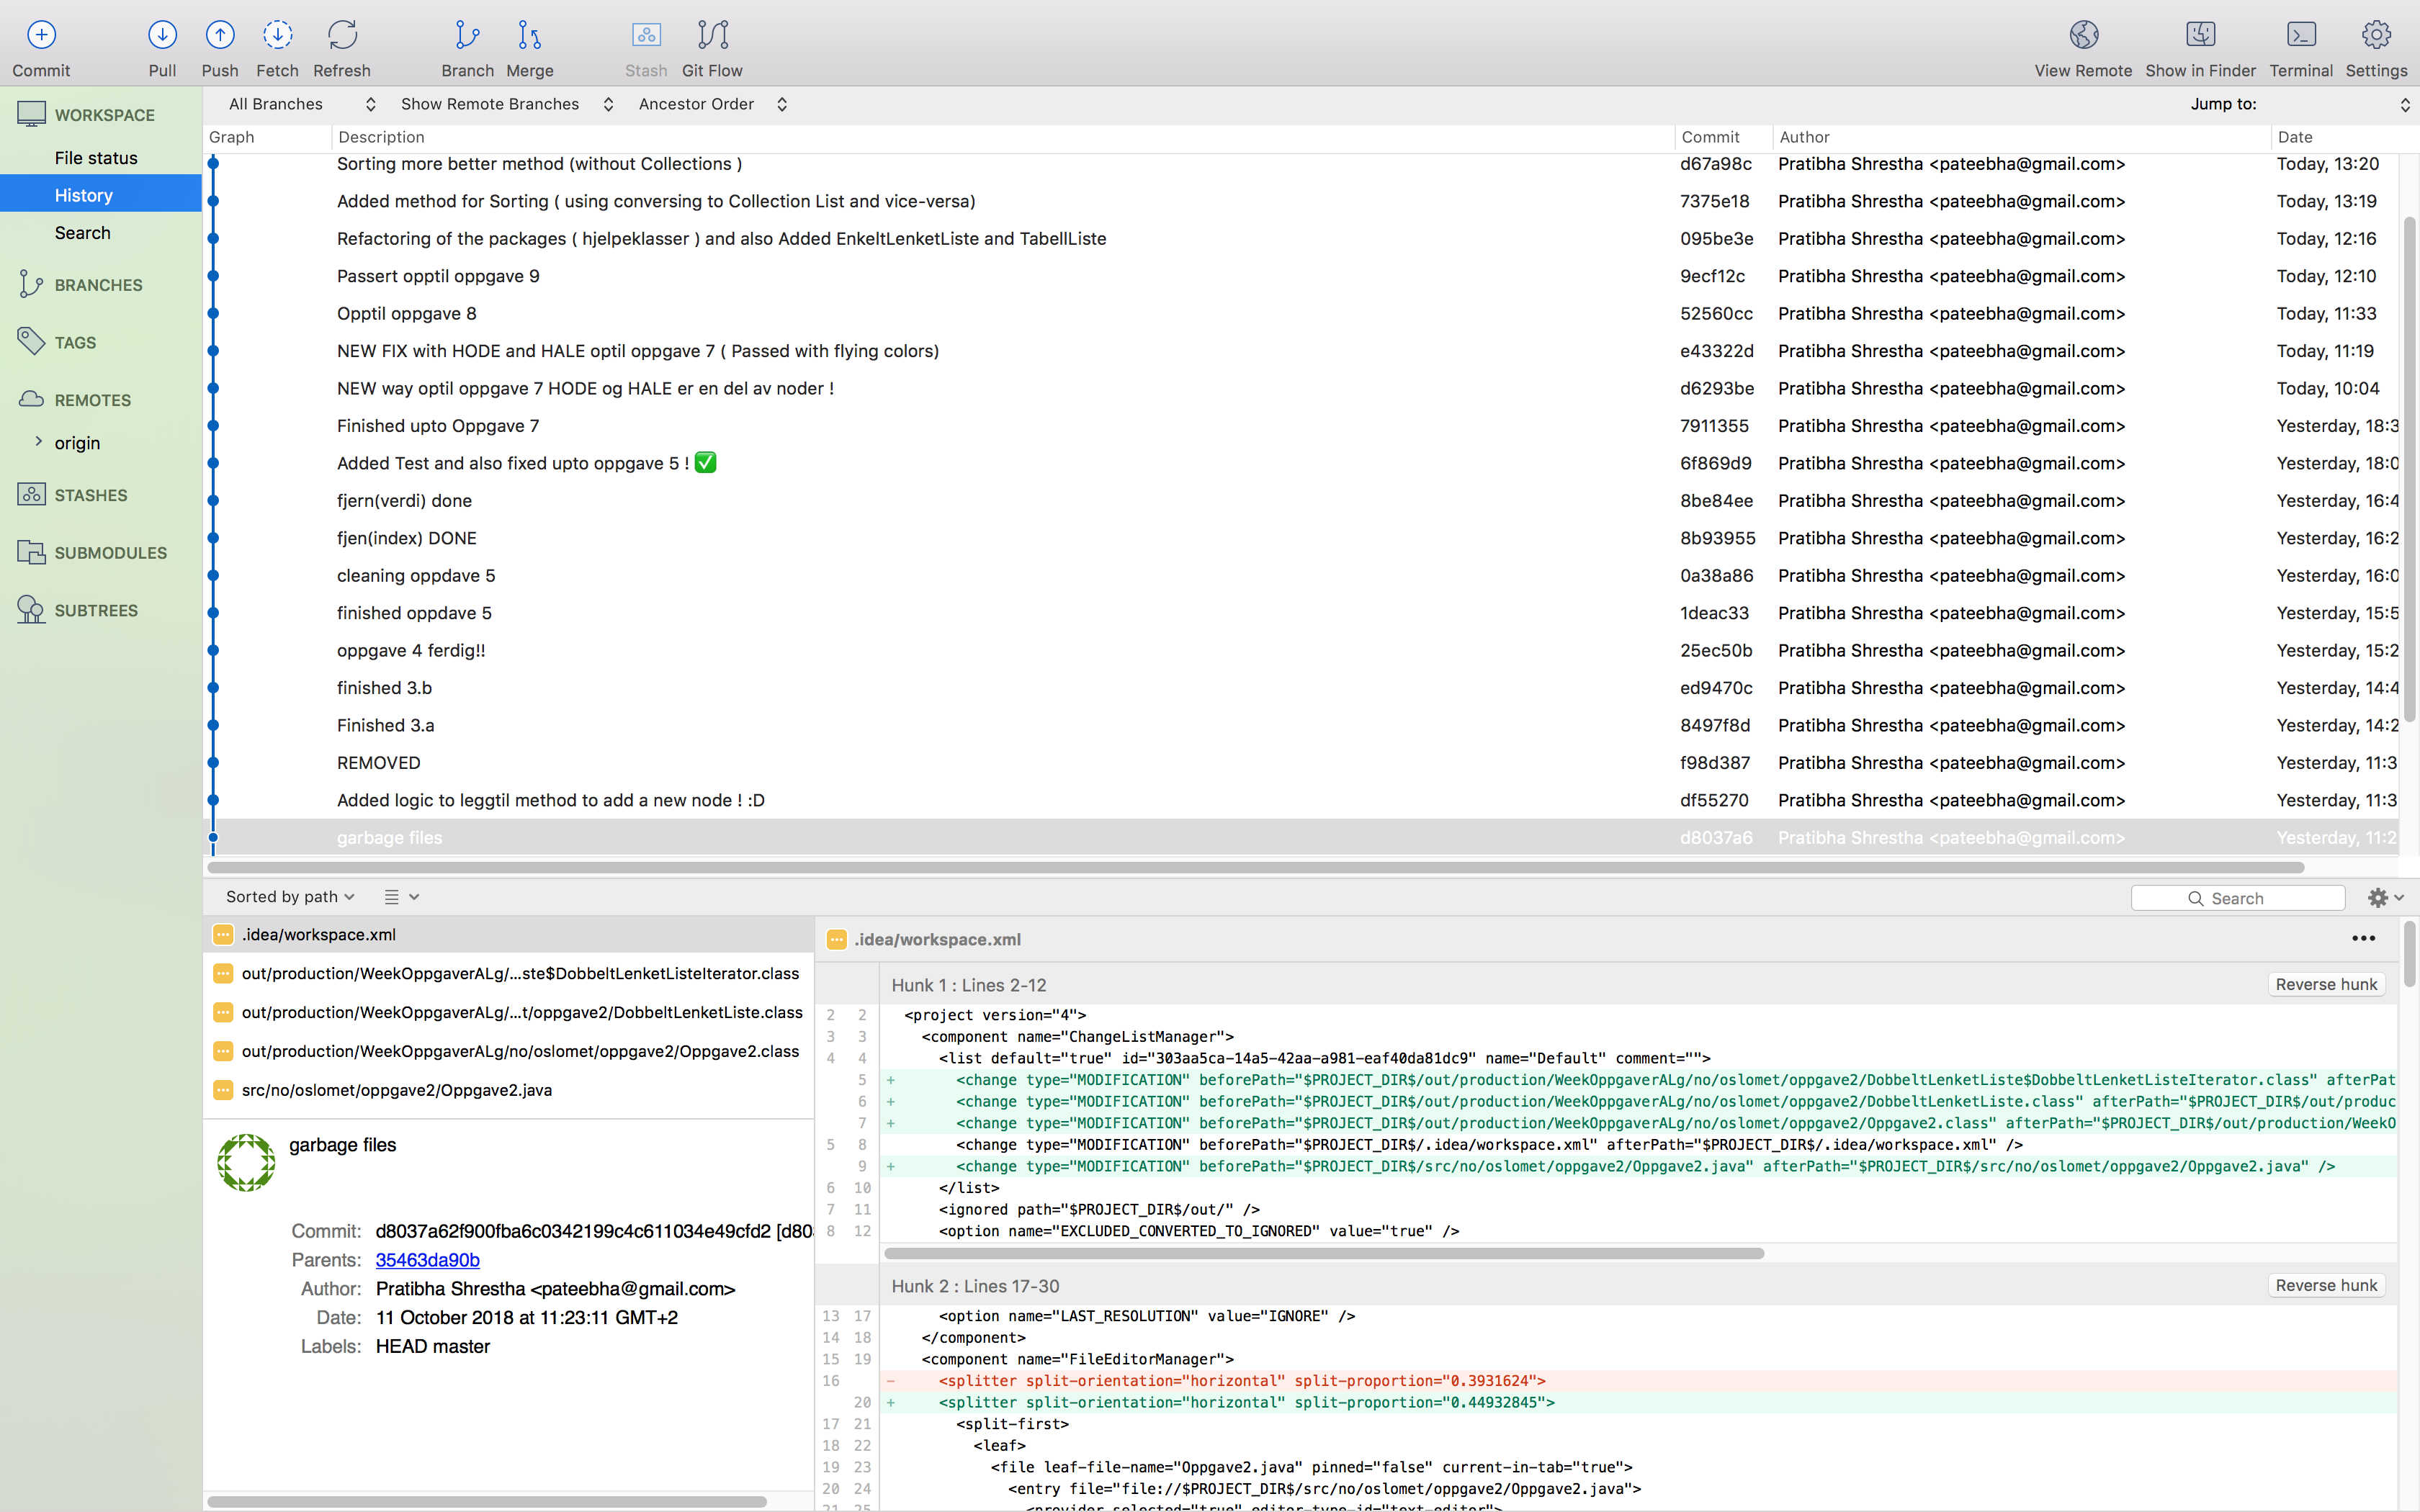 Commit Pull Push Fetch Refresh Branch Merge Stash Git Flow View Remote Show in Finder Terminal Settings
WORKSPACE
File status
History
Search
BRANCHES
TAGS
REMOTES
origin
STASHES
SUBMODULES
SUBTREES
All Branches Show Remote Branches Ancestor Order Jump to:
Graph Description Commit Author Date
Sorting more better method (without Collections ) d67a98c Pratibha Shrestha <pateebha@gmail.com> Today, 13:20
Added method for Sorting ( using conversing to Collection List and vice-versa) 7375e18 Pratibha Shrestha <pateebha@gmail.com> Today, 13:19
Refactoring of the packages ( hjelpeklasser ) and also Added EnkeltLenketListe and TabellListe 095be3e Pratibha Shrestha <pateebha@gmail.com> Today, 12:16
Passert opptil oppgave 9 9ecf12c Pratibha Shrestha <pateebha@gmail.com> Today, 12:10
Opptil oppgave 8 52560cc Pratibha Shrestha <pateebha@gmail.com> Today, 11:33
NEW FIX with HODE and HALE optil oppgave 7 ( Passed with flying colors) e43322d Pratibha Shrestha <pateebha@gmail.com> Today, 11:19
NEW way optil oppgave 7 HODE og HALE er en del av noder ! d6293be Pratibha Shrestha <pateebha@gmail.com> Today, 10:04
Finished upto Oppgave 7 7911355 Pratibha Shrestha <pateebha@gmail.com> Yesterday, 18:3
Added Test and also fixed upto oppgave 5 ! ✅ 6f869d9 Pratibha Shrestha <pateebha@gmail.com> Yesterday, 18:0
fjern(verdi) done 8be84ee Pratibha Shrestha <pateebha@gmail.com> Yesterday, 16:4
fjen(index) DONE 8b93955 Pratibha Shrestha <pateebha@gmail.com> Yesterday, 16:2
cleaning oppdave 5 0a38a86 Pratibha Shrestha <pateebha@gmail.com> Yesterday, 16:0
finished oppdave 5 1deac33 Pratibha Shrestha <pateebha@gmail.com> Yesterday, 15:5
oppgave 4 ferdig!! 25ec50b Pratibha Shrestha <pateebha@gmail.com> Yesterday, 15:2
finished 3.b ed9470c Pratibha Shrestha <pateebha@gmail.com> Yesterday, 14:4
Finished 3.a 8497f8d Pratibha Shrestha <pateebha@gmail.com> Yesterday, 14:2
REMOVED f98d387 Pratibha Shrestha <pateebha@gmail.com> Yesterday, 11:3
Added logic to leggtil method to add a new node ! :D df55270 Pratibha Shrestha <pateebha@gmail.com> Yesterday, 11:3
garbage files d8037a6 Pratibha Shrestha <pateebha@gmail.com> Yesterday, 11:2
Sorted by path Search
.idea/workspace.xml
out/production/WeekOppgaverALg/...ste$DobbeltLenketListeIterator.class
out/production/WeekOppgaverALg/...t/oppgave2/DobbeltLenketListe.class
out/production/WeekOppgaverALg/no/oslomet/oppgave2/Oppgave2.class
src/no/oslomet/oppgave2/Oppgave2.java
garbage files
Commit: d8037a62f900fba6c0342199c4c611034e49cfd2 [d803
Parents: 35463da90b
Author: Pratibha Shrestha <pateebha@gmail.com>
Date: 11 October 2018 at 11:23:11 GMT+2
Labels: HEAD master
.idea/workspace.xml
Hunk 1 : Lines 2-12 Reverse hunk
2 2 <project version="4">
3 3 <component name="ChangeListManager">
4 4 <list default="true" id="303aa5ca-14a5-42aa-a981-eaf40da81dc9" name="Default" comment="">
5 + <change type="MODIFICATION" beforePath="$PROJECT_DIR$/out/production/WeekOppgaverALg/no/oslomet/oppgave2/DobbeltLenketListe$DobbeltLenketListeIterator.class" afterPat
6 + <change type="MODIFICATION" beforePath="$PROJECT_DIR$/out/production/WeekOppgaverALg/no/oslomet/oppgave2/DobbeltLenketListe.class" afterPath="$PROJECT_DIR$/out/produc
7 + <change type="MODIFICATION" beforePath="$PROJECT_DIR$/out/production/WeekOppgaverALg/no/oslomet/oppgave2/Oppgave2.class" afterPath="$PROJECT_DIR$/out/production/WeekO
5 8 <change type="MODIFICATION" beforePath="$PROJECT_DIR$/.idea/workspace.xml" afterPath="$PROJECT_DIR$/.idea/workspace.xml" />
9 + <change type="MODIFICATION" beforePath="$PROJECT_DIR$/src/no/oslomet/oppgave2/Oppgave2.java" afterPath="$PROJECT_DIR$/src/no/oslomet/oppgave2/Oppgave2.java" />
6 10 </list>
7 11 <ignored path="$PROJECT_DIR$/out/" />
8 12 <option name="EXCLUDED_CONVERTED_TO_IGNORED" value="true" />
Hunk 2 : Lines 17-30 Reverse hunk
13 17 <option name="LAST_RESOLUTION" value="IGNORE" />
14 18 </component>
15 19 <component name="FileEditorManager">
16 - <splitter split-orientation="horizontal" split-proportion="0.3931624">
20 + <splitter split-orientation="horizontal" split-proportion="0.44932845">
17 21 <split-first>
18 22 <leaf>
19 23 <file leaf-file-name="Oppgave2.java" pinned="false" current-in-tab="true">
20 24 <entry file="file://$PROJECT_DIR$/src/no/oslomet/oppgave2/Oppgave2.java">
21 25 <provider selected="true" editor-type-id="text-editor">